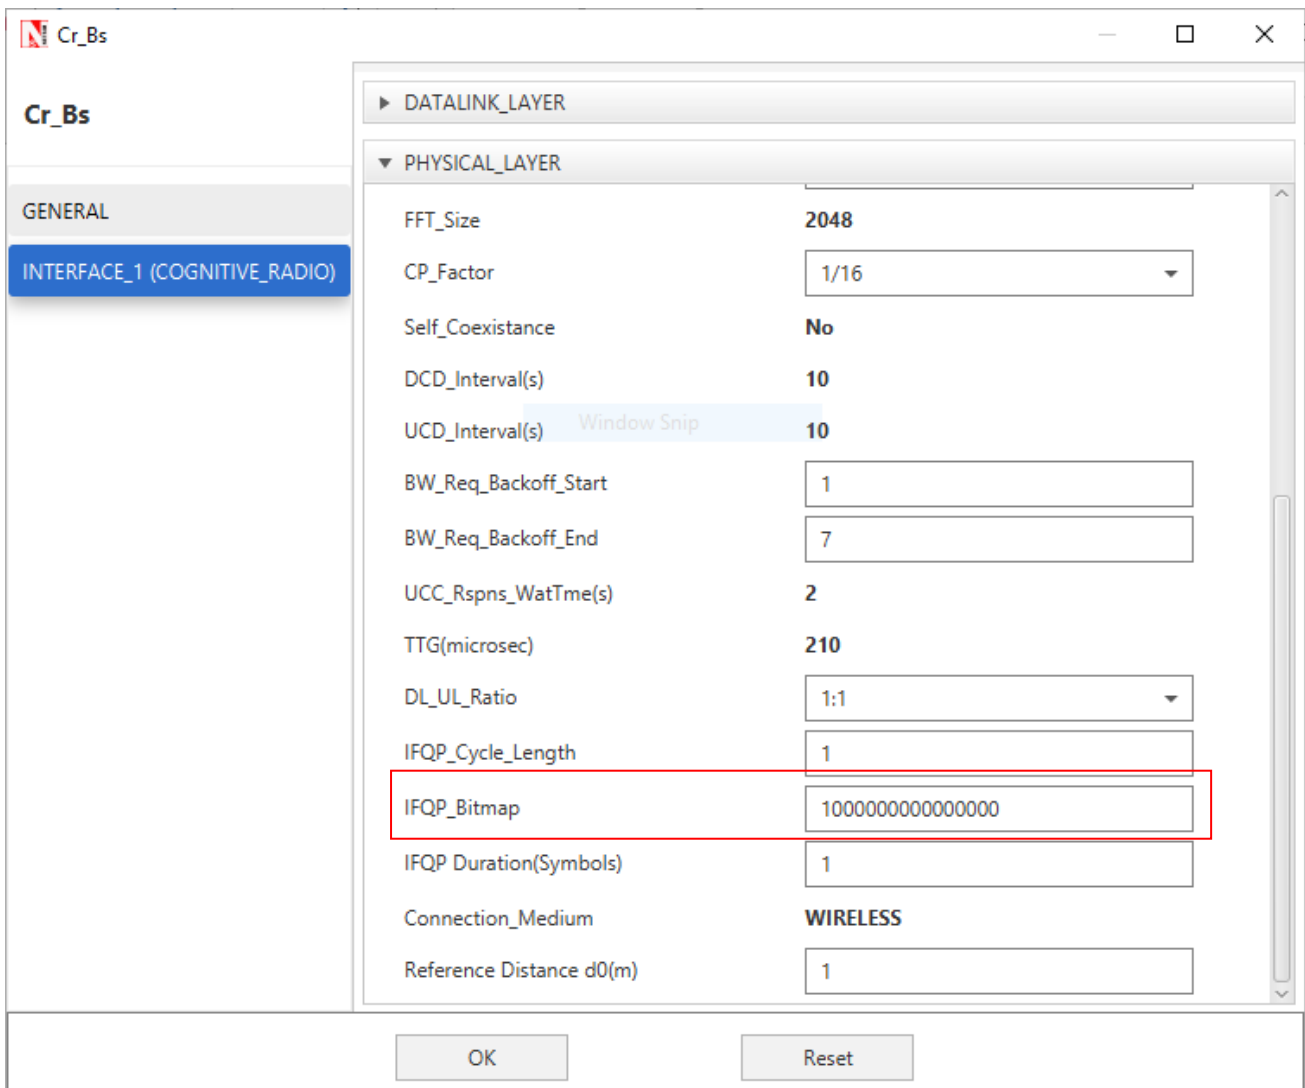 Cr_Bs
Cr_Bs
GENERAL
INTERFACE_1 (COGNITIVE_RADIO)
DATALINK_LAYER
PHYSICAL_LAYER
FFT_Size 2048
CP_Factor 1/16
Self_Coexistance No
DCD_Interval(s) 10
Window Snip
UCD_Interval(s) 10
BW_Req_Backoff_Start 1
BW_Req_Backoff_End 7
UCC_Rspns_WatTme(s) 2
TTG(microsec) 210
DL_UL_Ratio 1:1
IFQP_Cycle_Length 1
IFQP_Bitmap 1000000000000000
IFQP Duration(Symbols) 1
Connection_Medium WIRELESS
Reference Distance d0(m) 1
OK Reset